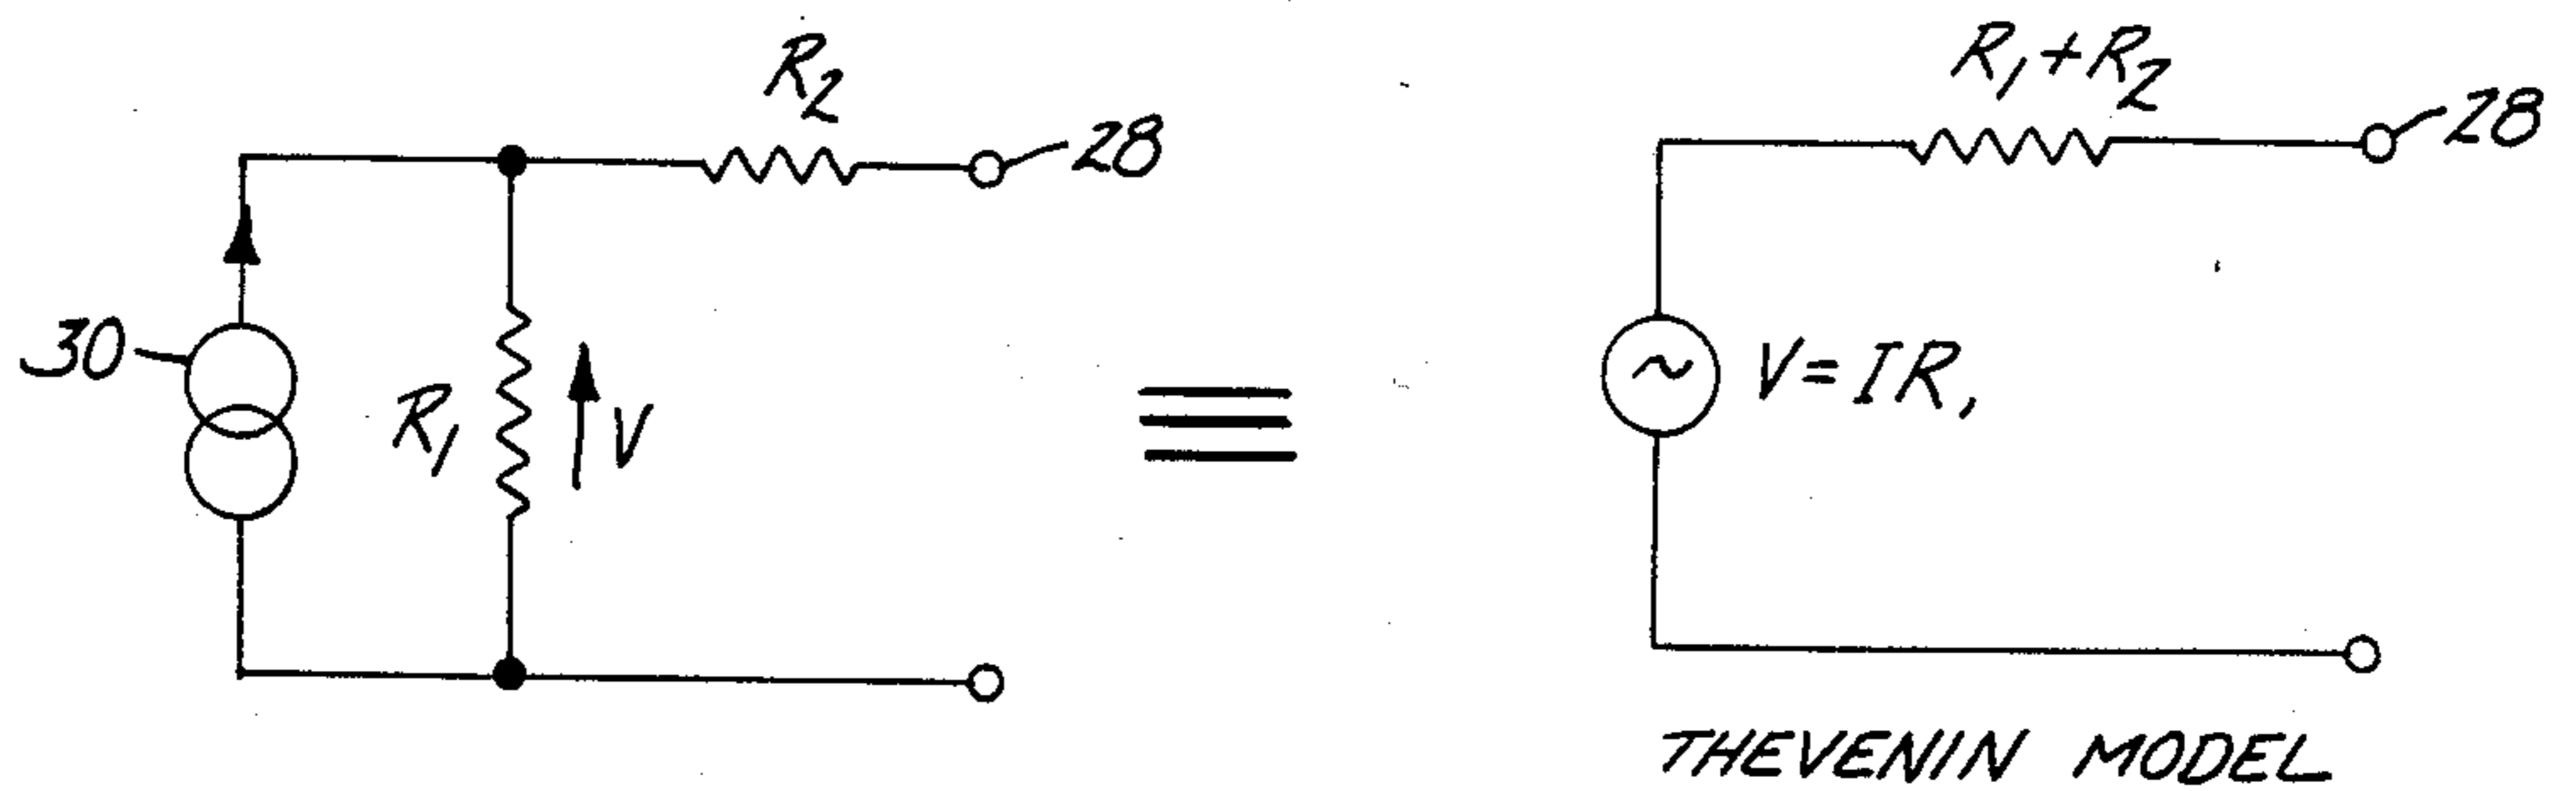 R2
28
30
R1
V
R1+R2
28
V=IR1
THEVENIN MODEL